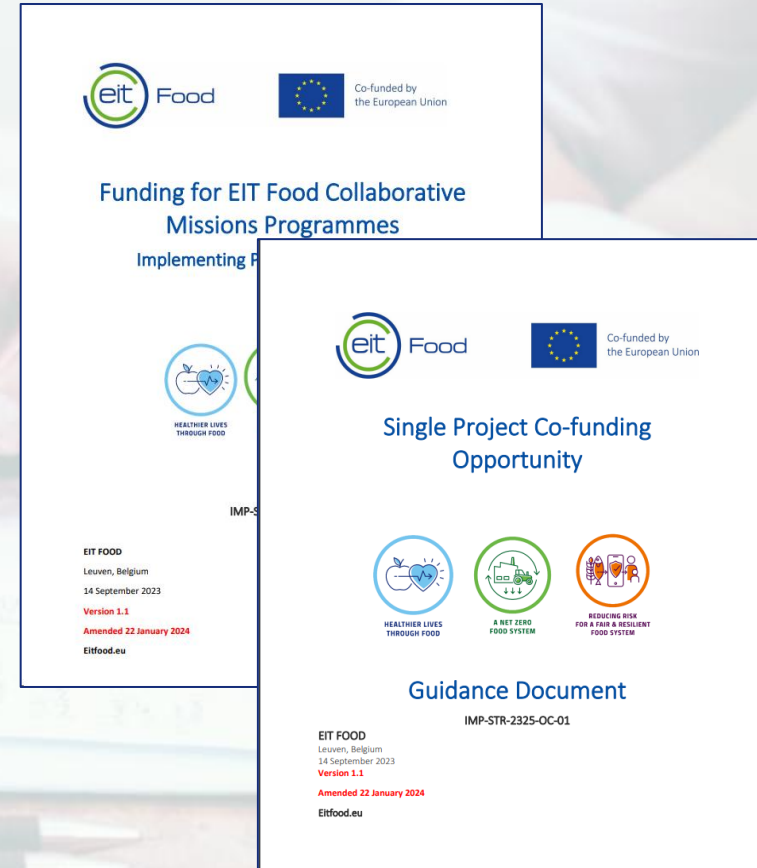 eit Food
Co-funded by
the European Union
Funding for EIT Food Collaborative
Missions Programmes
Implementing
HEALTHIER LIVES
THROUGH FOOD
EIT FOOD
Leuven, Belgium
14 September 2023
Version 1.1
Amended 22 January 2024
Eitfood.eu
eit Food
Co-funded by
the European Union
Single Project Co-funding
Opportunity
HEALTHIER LIVES
THROUGH FOOD
A NET ZERO
FOOD SYSTEM
REDUCING RISK
FOR A FAIR & RESILIENT
FOOD SYSTEM
Guidance Document
IMP-STR-2325-OC-01
EIT FOOD
Leuven, Belgium
14 September 2023
Version 1.1
Amended 22 January 2024
Eitfood.eu